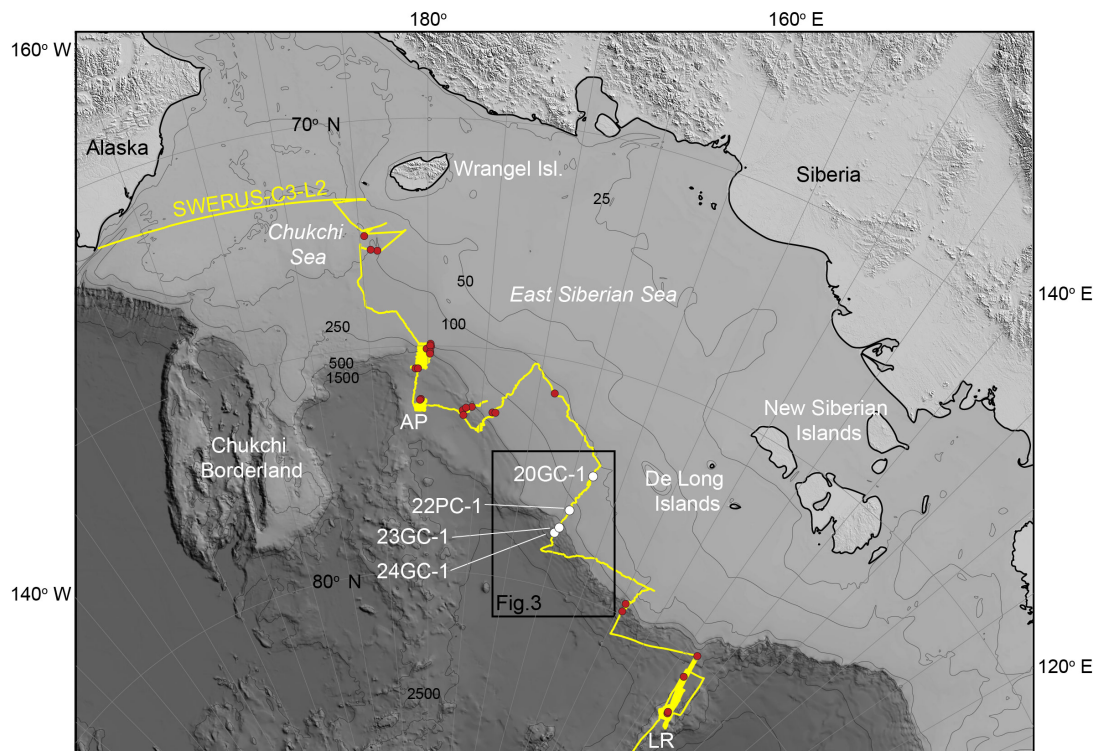 180°
160° E
160° W
70° N
Alaska
Wrangel Isl.
Siberia
SWERUS-C3-L2
25
Chukchi
Sea
50
East Siberian Sea
140° E
100
250
500
1500
AP
New Siberian
Islands
Chukchi
Borderland
20GC-1
De Long
Islands
22PC-1
23GC-1
24GC-1
80° N
140° W
Fig.3
120° E
2500
LR